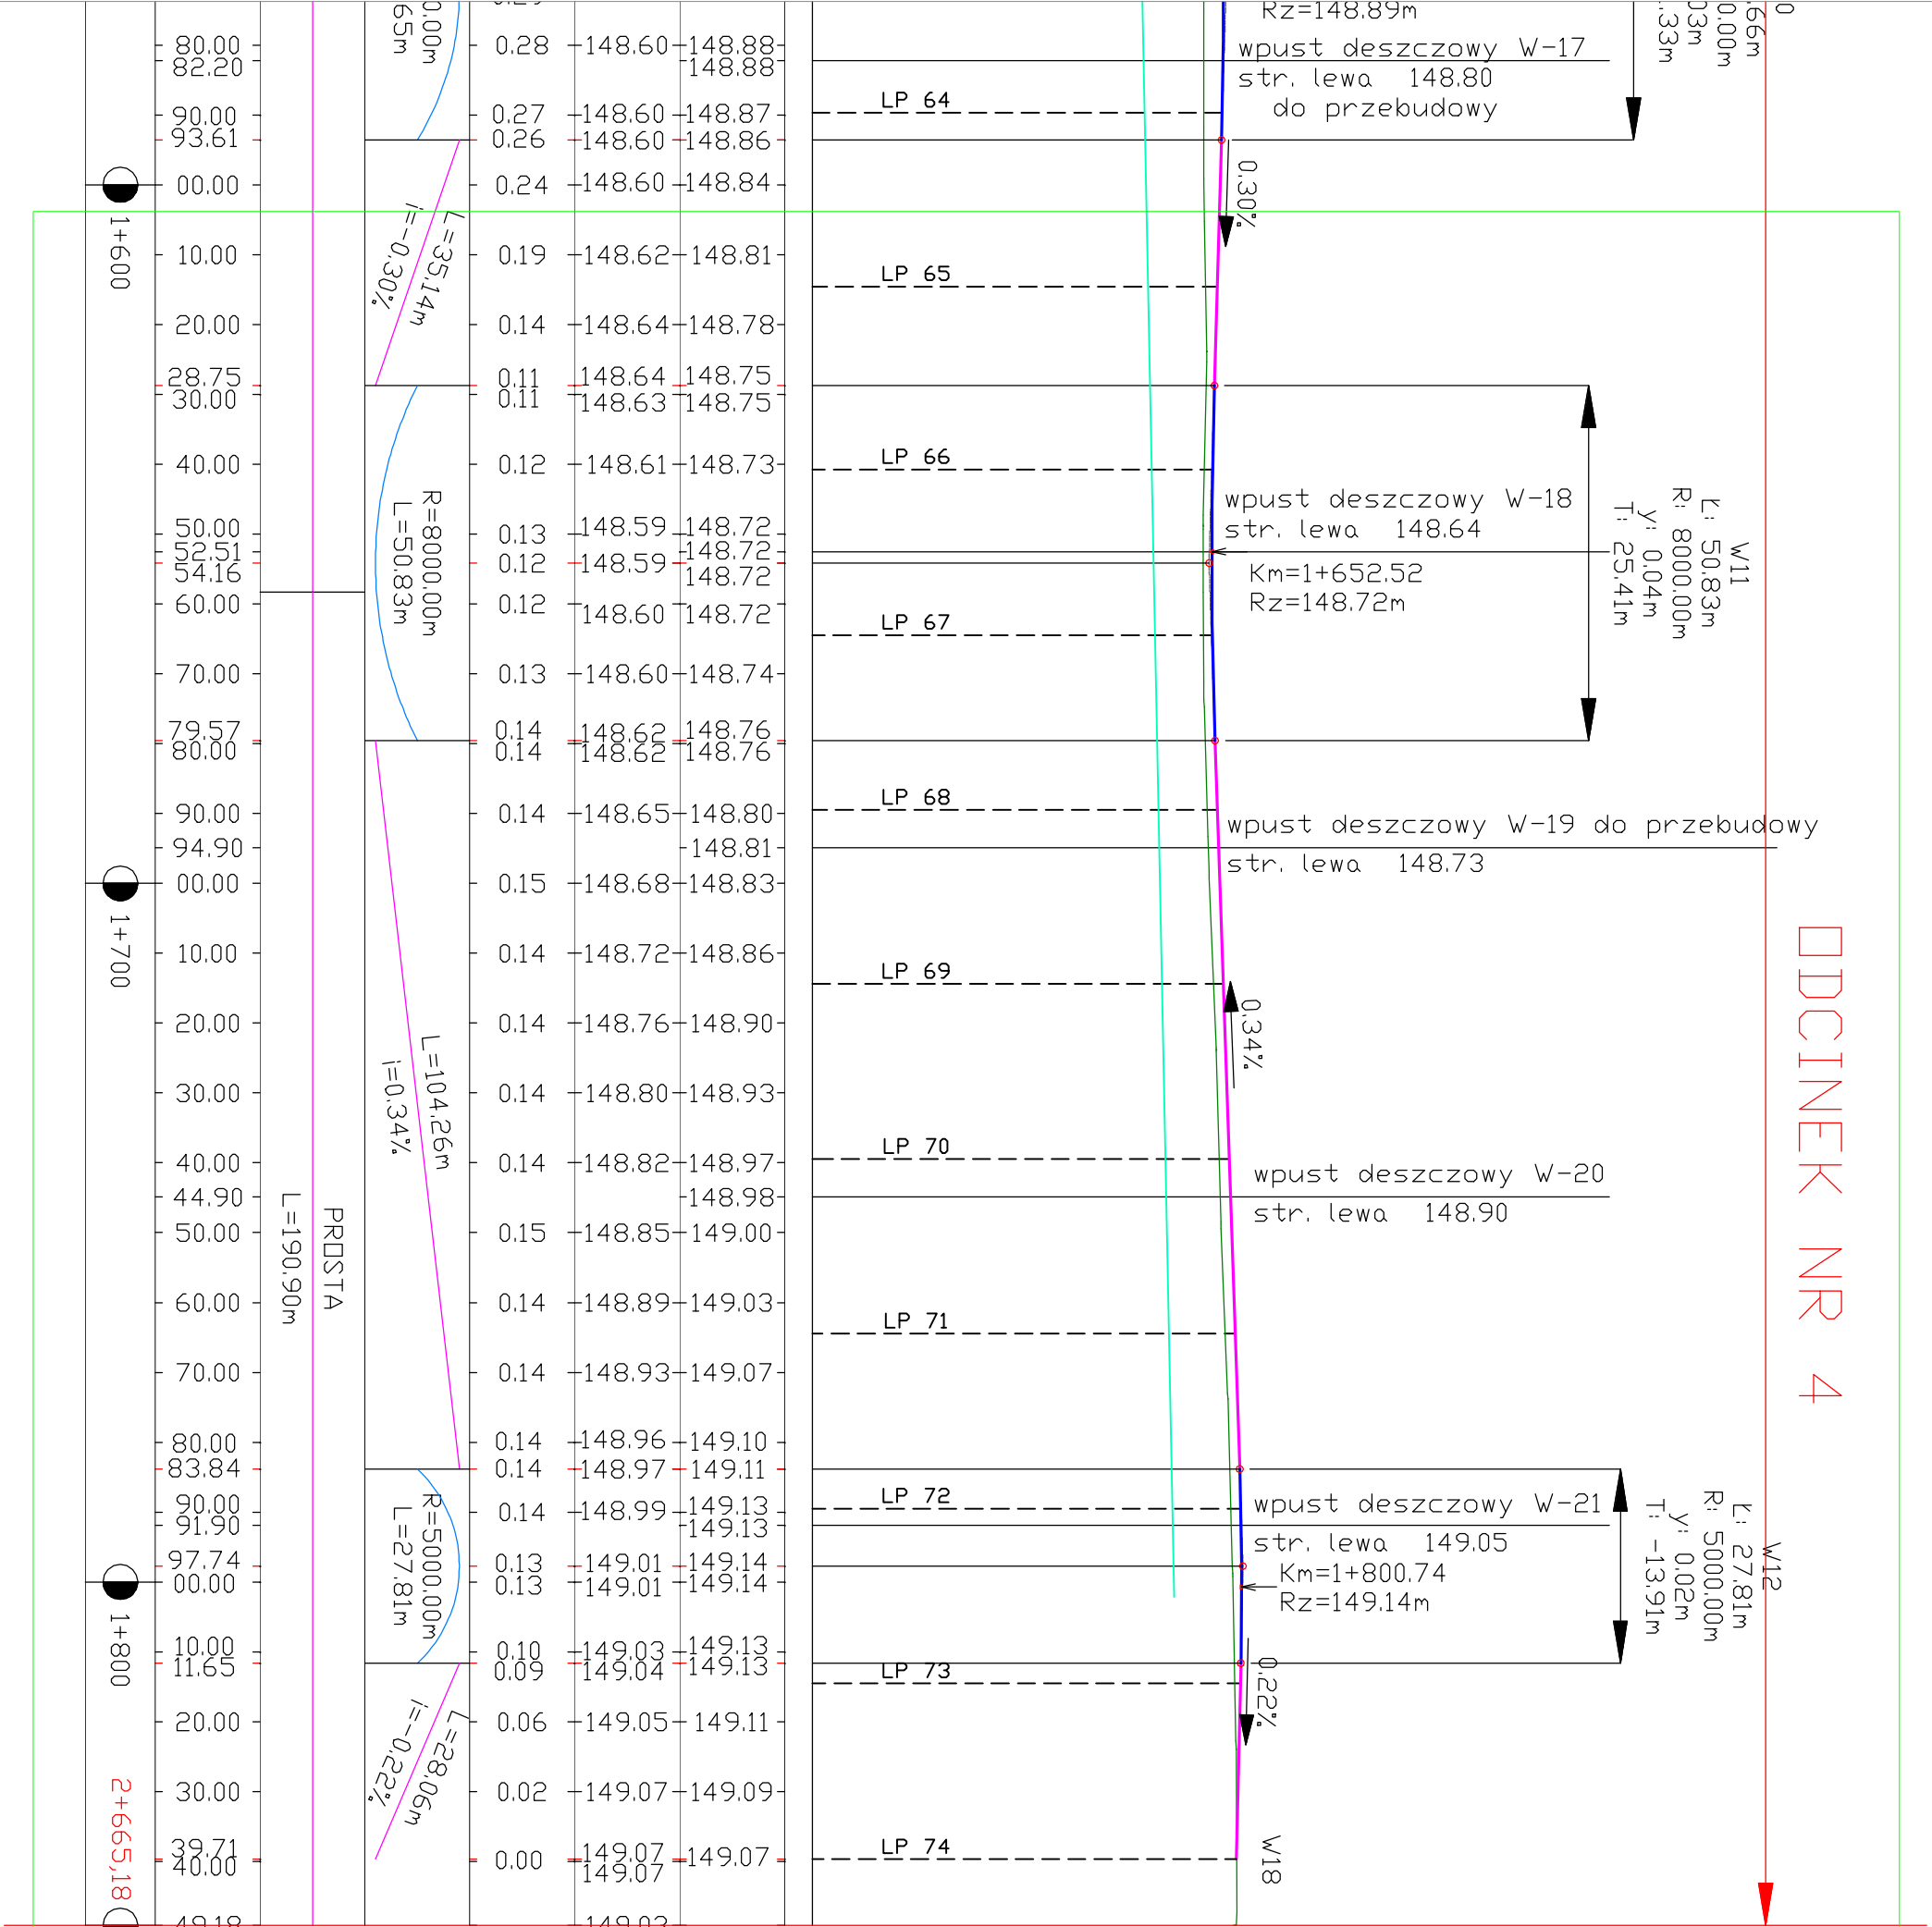 0.28 148.60 148.88
80.00
82.20 148.88
90.00 0.27 148.60 148.87
93.61 0.26 148.60 148.86
00.00 0.24 148.60 148.84
1+600
10.00 0.19 148.62 148.81
20.00 0.14 148.64 148.78
28.75 0.11 148.64 148.75
30.00 0.11 148.63 148.75
40.00 0.12 148.61 148.73
50.00 0.13 148.59 148.72
52.51 148.72
54.16 0.12 148.59 148.72
60.00 0.12 148.60 148.72
70.00 0.13 148.60 148.74
79.57 0.14 148.62 148.76
80.00 0.14 148.62 148.76
90.00 0.14 148.65 148.80
94.90 148.81
00.00 0.15 148.68 148.83
1+700
10.00 0.14 148.72 148.86
20.00 0.14 148.76 148.90
30.00 0.14 148.80 148.93
40.00 0.14 148.82 148.97
44.90 148.98
50.00 0.15 148.85 149.00
60.00 0.14 148.89 149.03
70.00 0.14 148.93 149.07
80.00 0.14 148.96 149.10
83.84 0.14 148.97 149.11
90.00 0.14 148.99 149.13
91.90 149.13
97.74 0.13 149.01 149.14
00.00 0.13 149.01 149.14
1+800
10.00 0.10 149.03 149.13
11.65 0.09 149.04 149.13
20.00 0.06 149.05 149.11
30.00 0.02 149.07 149.09
39.71 149.07
40.00 0.00 149.07 149.07
2+665,18
L=35.14m
i=-0.30%
R=8000.00m
L=50.83m
L=104.26m
i=0.34%
PROSTA
L=190.90m
R=5000.00m
L=27.81m
L=28.06m
i=-0.22%
LP 64
LP 65
LP 66
LP 67
LP 68
LP 69
LP 70
LP 71
LP 72
LP 73
LP 74
Rz=148.89m
wpust deszczowy W-17
str. lewa 148.80
do przebudowy
0.30%
wpust deszczowy W-18
str. lewa 148.64
Km=1+652.52
Rz=148.72m
W11
K: 50.83m
R: 8000.00m
y: 0.04m
T: 25.41m
wpust deszczowy W-19 do przebudowy
str. lewa 148.73
0.34%
wpust deszczowy W-20
str. lewa 148.90
wpust deszczowy W-21
str. lewa 149.05
Km=1+800.74
Rz=149.14m
W12
K: 27.81m
R: 5000.00m
y: 0.02m
T: -13.91m
0.22%
W18
ODCINEK NR 4